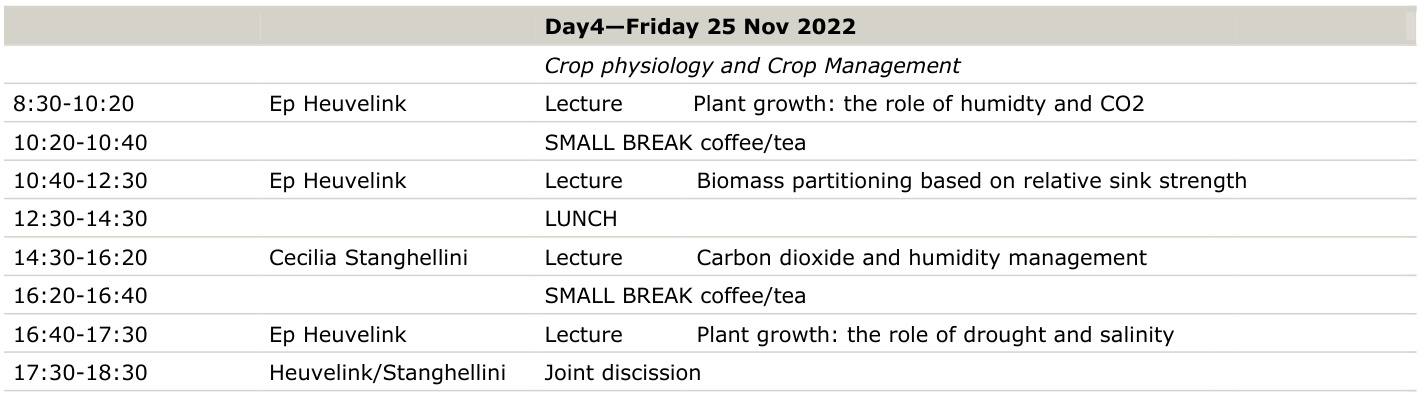 Day4—Friday 25 Nov 2022
Crop physiology and Crop Management
8:30-10:20 Ep Heuvelink Lecture Plant growth: the role of humidty and CO2
10:20-10:40 SMALL BREAK coffee/tea
10:40-12:30 Ep Heuvelink Lecture Biomass partitioning based on relative sink strength
12:30-14:30 LUNCH
14:30-16:20 Cecilia Stanghellini Lecture Carbon dioxide and humidity management
16:20-16:40 SMALL BREAK coffee/tea
16:40-17:30 Ep Heuvelink Lecture Plant growth: the role of drought and salinity
17:30-18:30 Heuvelink/Stanghellini Joint discission